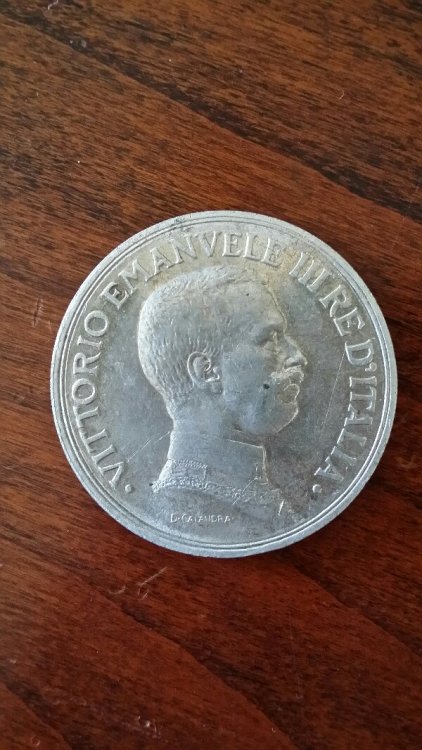 · VITTORIO EMANVELE III RE D'ITALIA ·
D·CALANDRA